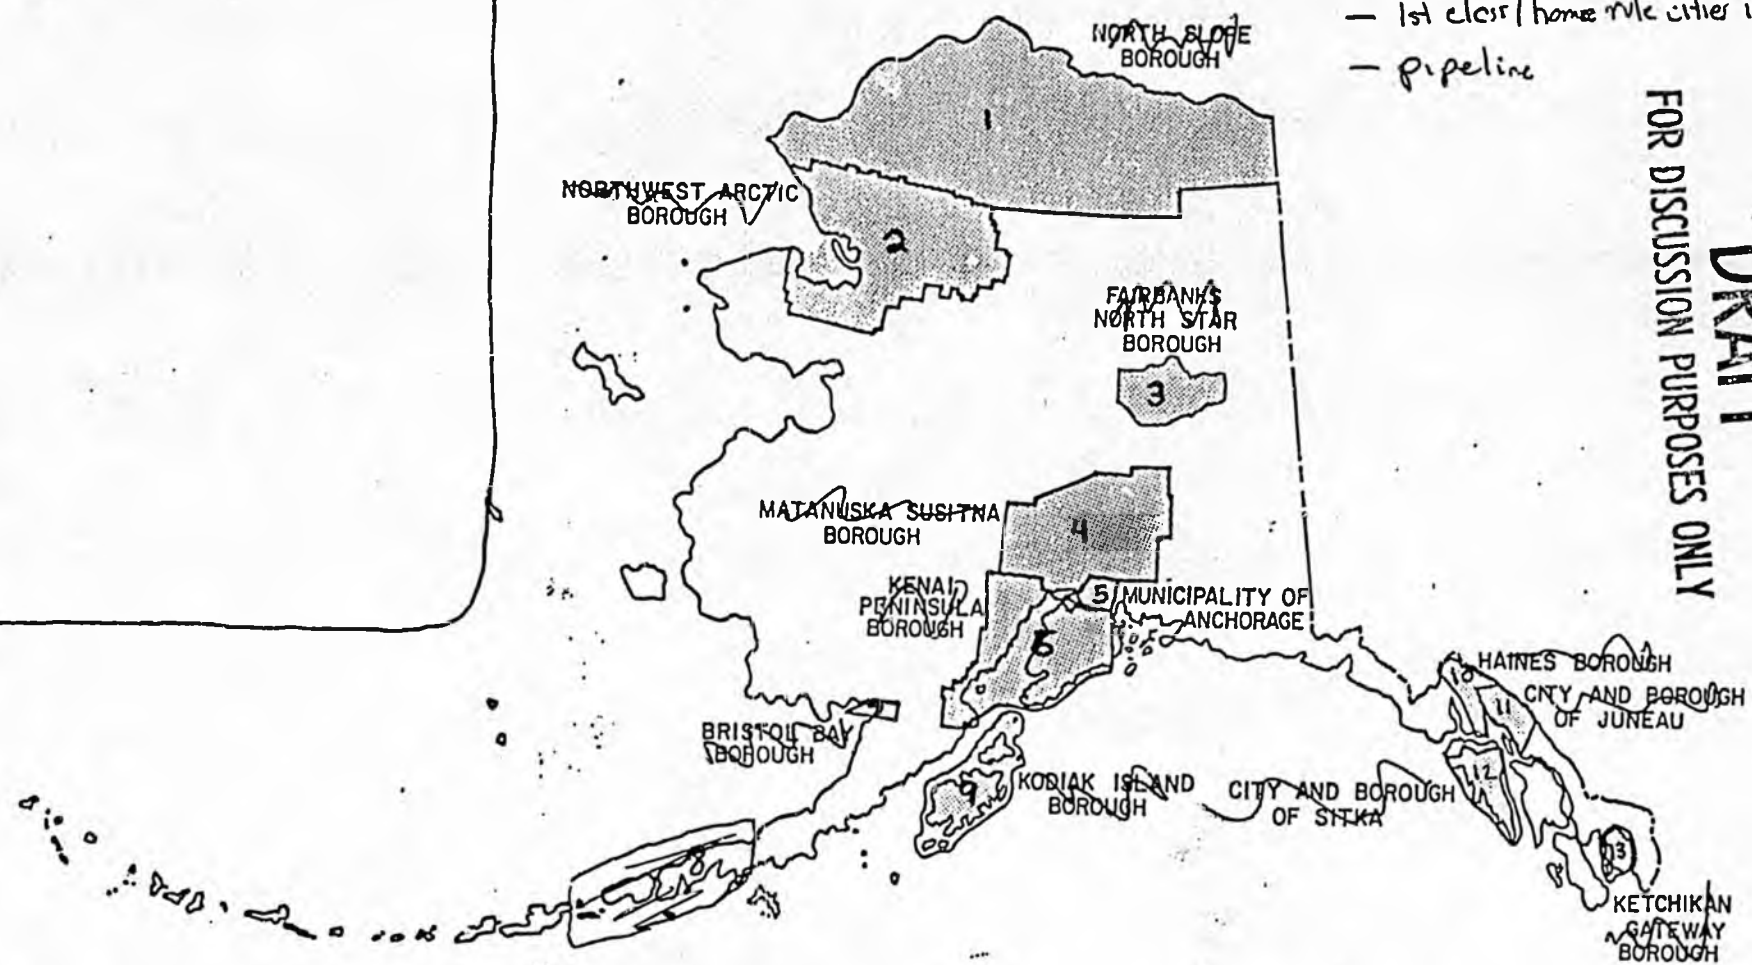 — 1st class/home rule cities
— pipeline
NORTH SLOPE
BOROUGH
1
FOR DISCUSSION PURPOSES ONLY
DRAFT
NORTHWEST ARCTIC
BOROUGH
2
FAIRBANKS
NORTH STAR
BOROUGH
3
MATANUSKA SUSITNA
BOROUGH
4
KENAI
PENINSULA
BOROUGH
5
MUNICIPALITY OF
ANCHORAGE
6
HAINES BOROUGH
10
CITY AND BOROUGH
OF JUNEAU
11
BRISTOL BAY
BOROUGH
KODIAK ISLAND
BOROUGH
9
CITY AND BOROUGH
OF SITKA
12
8
13
KETCHIKAN
GATEWAY
BOROUGH